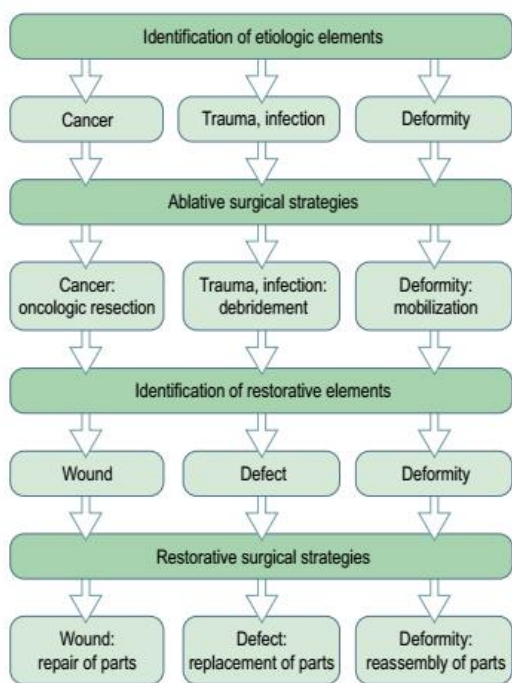 Identification of etiologic elements
Cancer
Trauma, infection
Deformity
Ablative surgical strategies
Cancer:
oncologic resection
Trauma, infection:
debridement
Deformity:
mobilization
Identification of restorative elements
Wound
Defect
Deformity
Restorative surgical strategies
Wound:
repair of parts
Defect:
replacement of parts
Deformity:
reassembly of parts